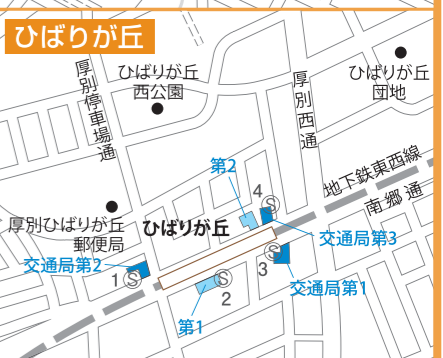 ひばりが丘
ひばりが丘
西公園
ひばりが丘
団地
厚別停車場通
厚別西通
地下鉄東西線
南郷通
第2
4
S
厚別ひばりが丘
郵便局
ひばりが丘
交通局第3
交通局第2
1
S
S
3
交通局第1
S
2
第1